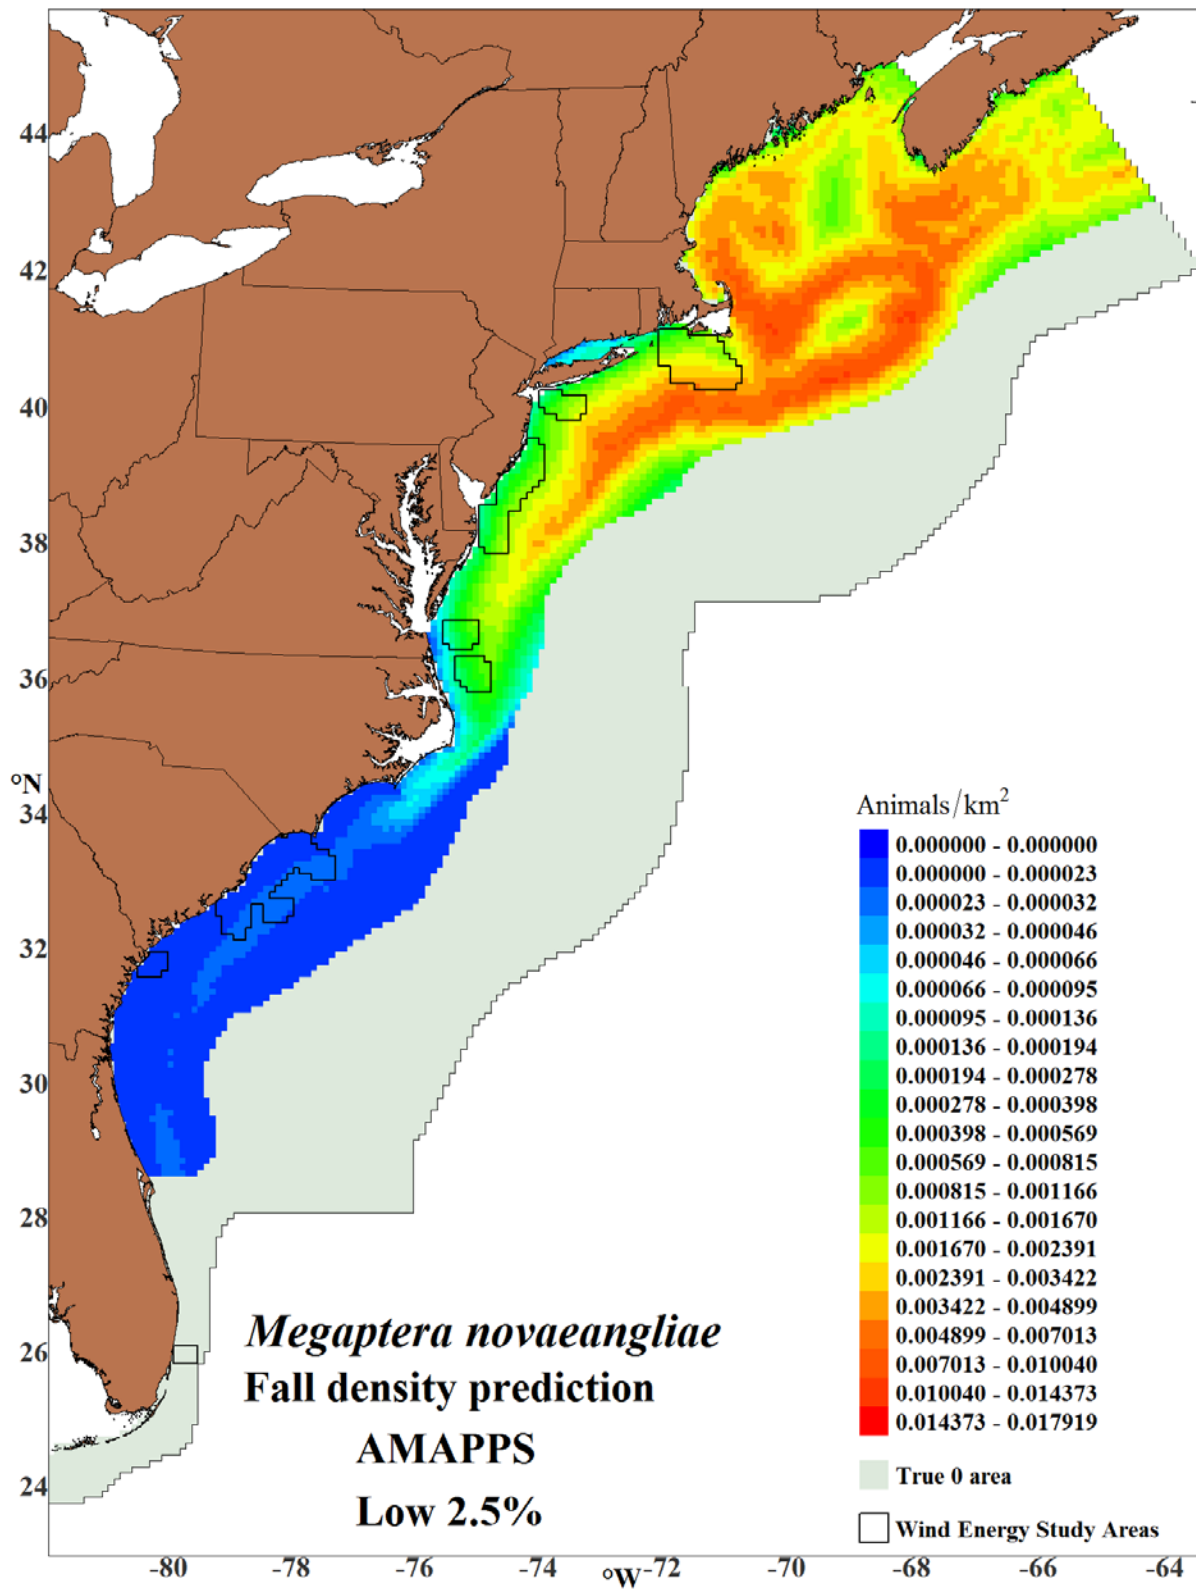 44
42
40
38
36
°N
34
32
30
28
26
24
-80
-78
-76
-74
°W
-72
-70
-68
-66
-64
Megaptera novaeangliae
Fall density prediction
AMAPPS
Low 2.5%
Animals/km²
0.000000 - 0.000000
0.000000 - 0.000023
0.000023 - 0.000032
0.000032 - 0.000046
0.000046 - 0.000066
0.000066 - 0.000095
0.000095 - 0.000136
0.000136 - 0.000194
0.000194 - 0.000278
0.000278 - 0.000398
0.000398 - 0.000569
0.000569 - 0.000815
0.000815 - 0.001166
0.001166 - 0.001670
0.001670 - 0.002391
0.002391 - 0.003422
0.003422 - 0.004899
0.004899 - 0.007013
0.007013 - 0.010040
0.010040 - 0.014373
0.014373 - 0.017919
True 0 area
Wind Energy Study Areas